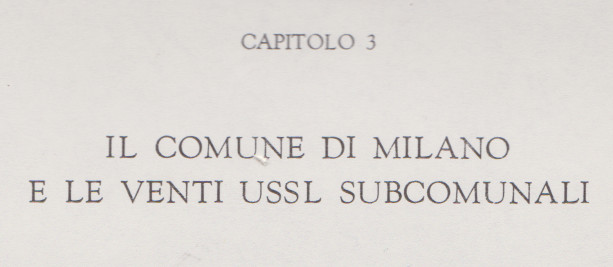 CAPITOLO 3
IL COMUNE DI MILANO
E LE VENTI USSL SUBCOMUNALI